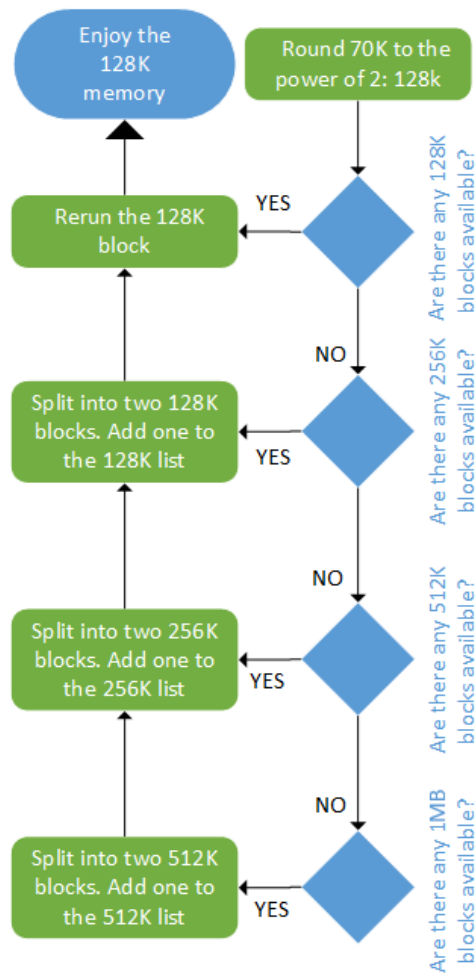 Enjoy the
128K
memory
Round 70K to the
power of 2: 128k
Are there any 128K
blocks available?
YES
Rerun the 128K
block
NO
Are there any 256K
blocks available?
Split into two 128K
blocks. Add one to
the 128K list
YES
NO
Are there any 512K
blocks available?
Split into two 256K
blocks. Add one to
the 256K list
YES
NO
Are there any 1MB
blocks available?
Split into two 512K
blocks. Add one to
the 512K list
YES